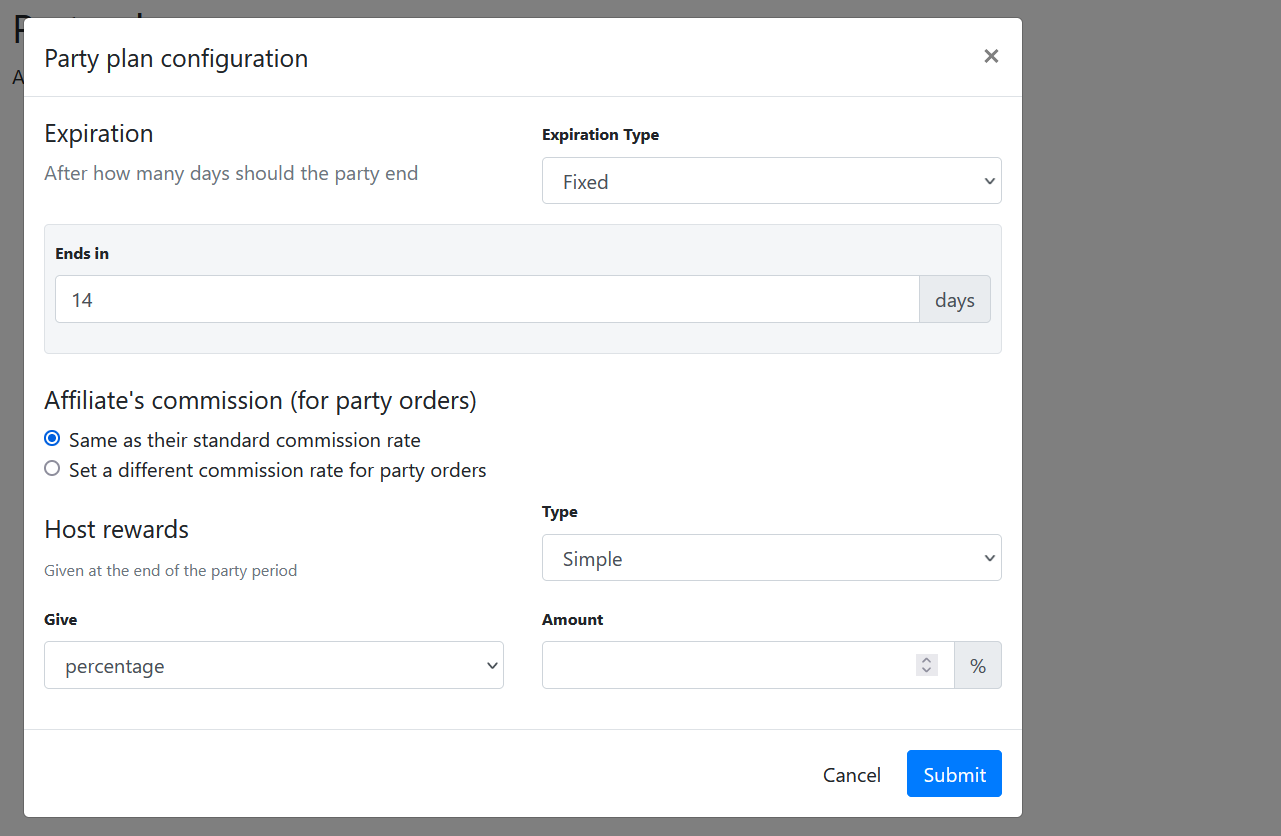 Party plan configuration
×
Expiration
After how many days should the party end
Expiration Type
Fixed
Ends in
14
days
Affiliate's commission (for party orders)
Same as their standard commission rate
Set a different commission rate for party orders
Host rewards
Given at the end of the party period
Type
Simple
Give
percentage
Amount
%
Cancel
Submit